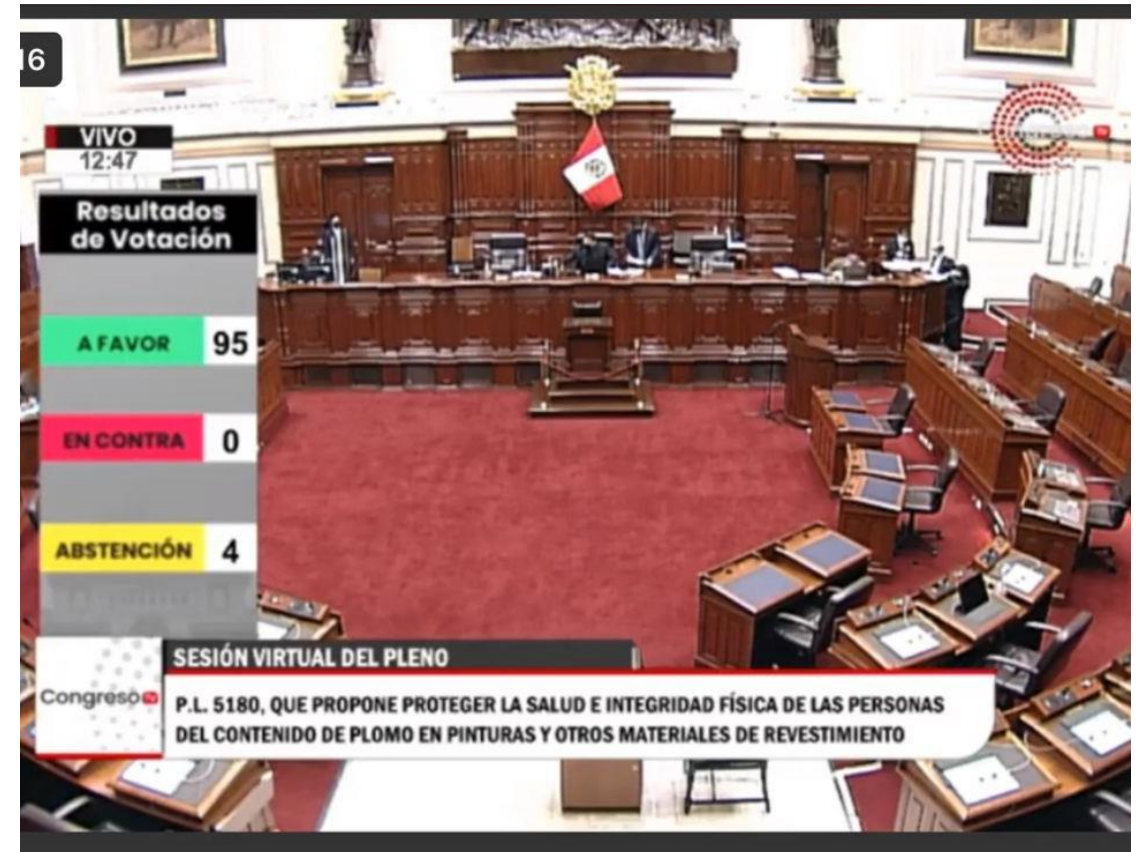 16
VIVO
12:47
Resultados
de Votación
A FAVOR 95
EN CONTRA 0
ABSTENCIÓN 4
SESIÓN VIRTUAL DEL PLENO
Congreso tv
P.L. 5180, QUE PROPONE PROTEGER LA SALUD E INTEGRIDAD FÍSICA DE LAS PERSONAS
DEL CONTENIDO DE PLOMO EN PINTURAS Y OTROS MATERIALES DE REVESTIMIENTO